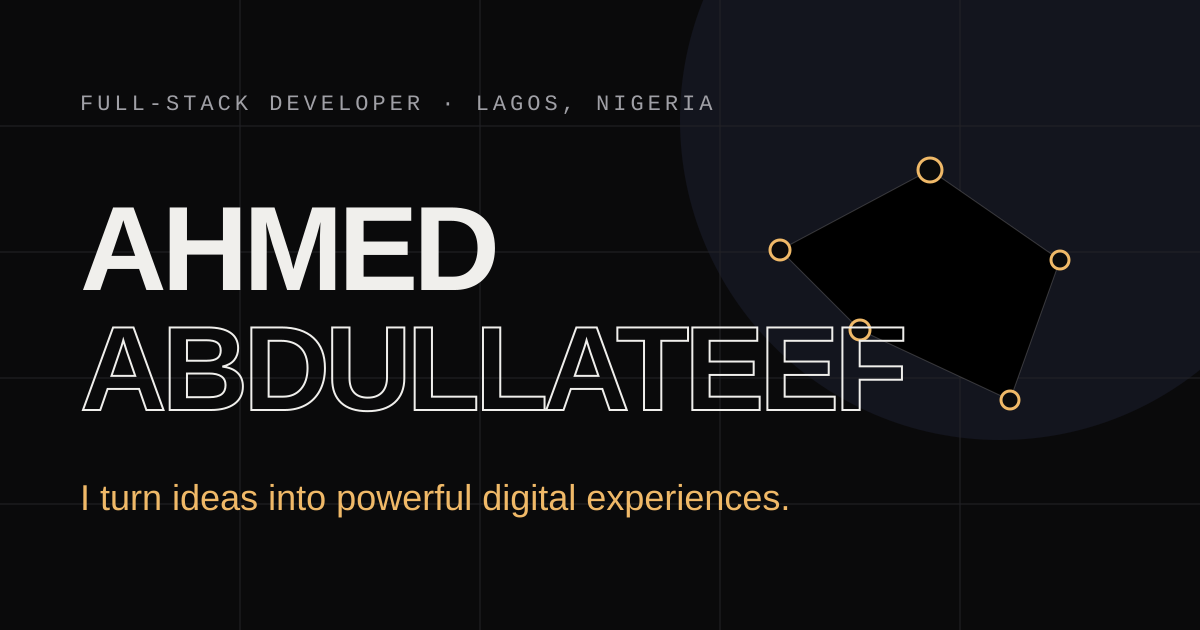 FULL-STACK DEVELOPER · LAGOS, NIGERIA
AHMED
ABDULLATEEF
I turn ideas into powerful digital experiences.